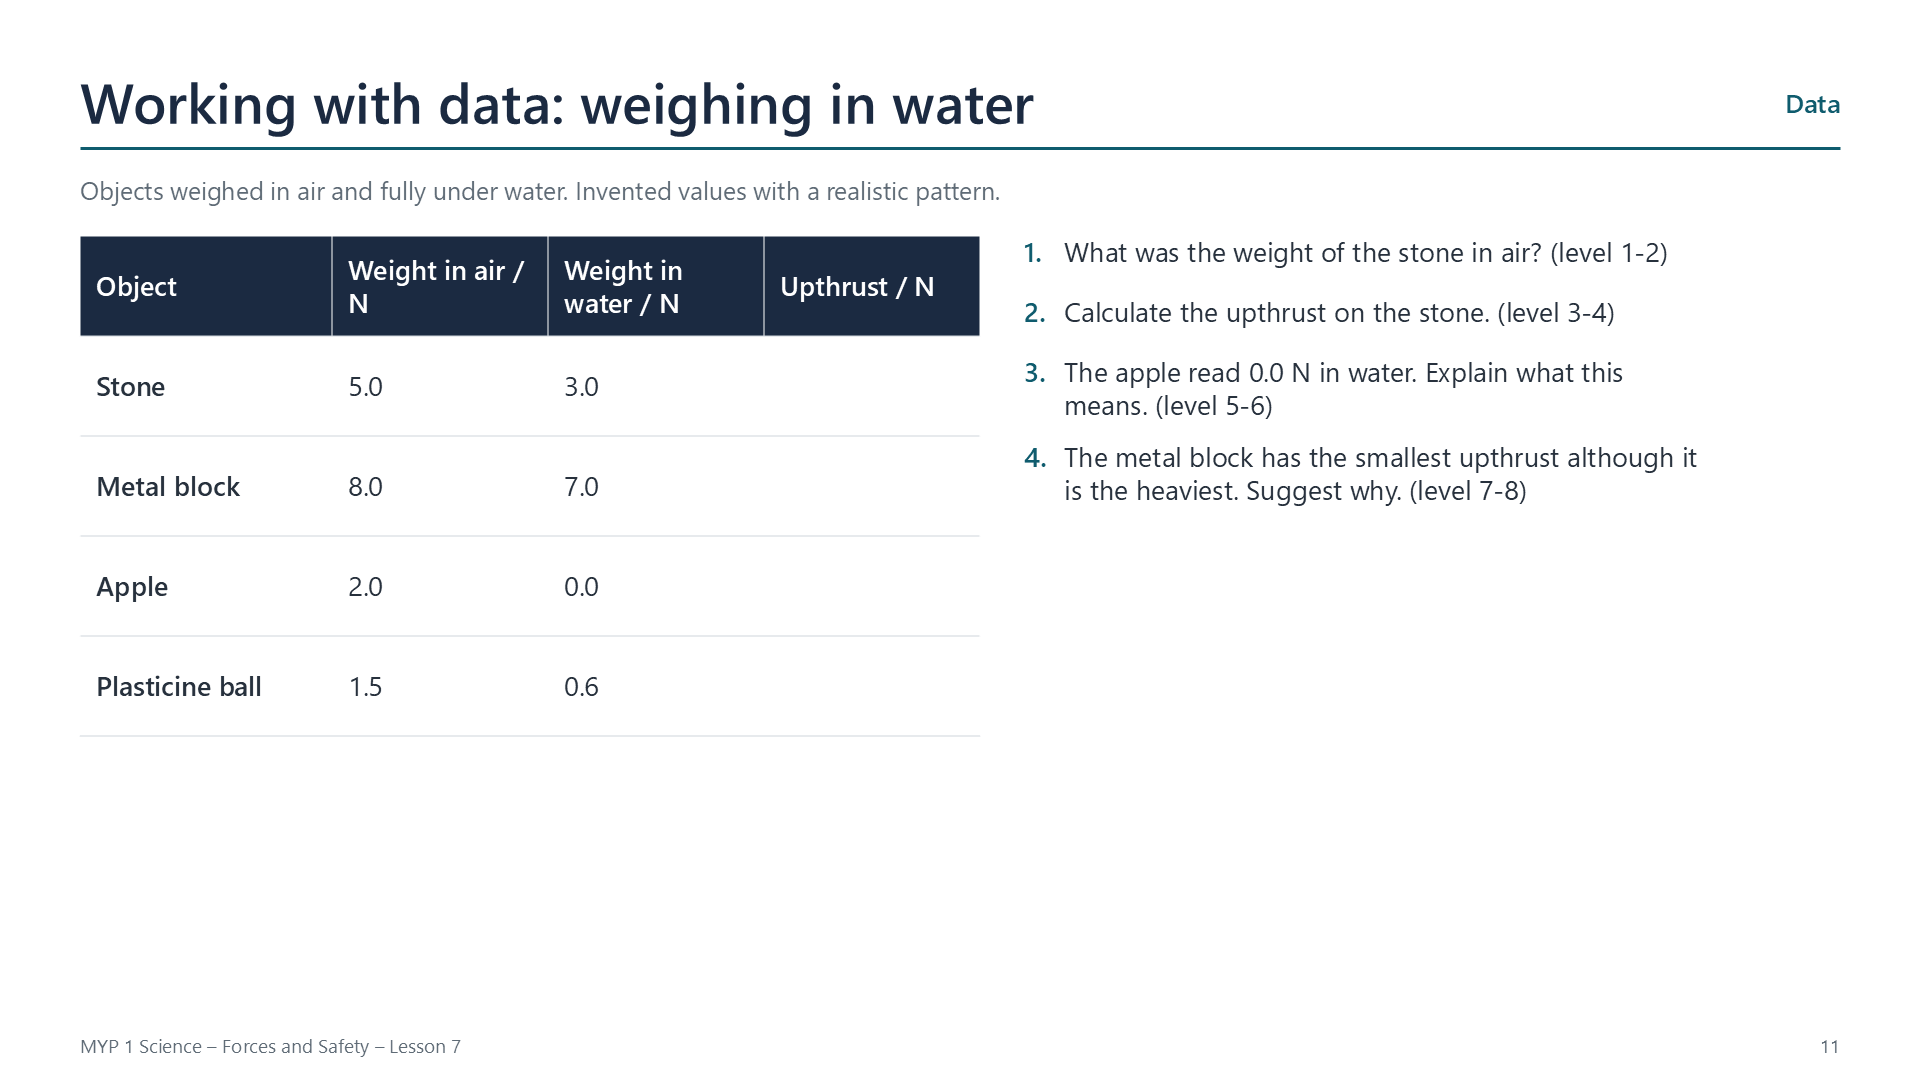 Working with data: weighing in water
Data
Objects weighed in air and fully under water. Invented values with a realistic pattern.
Object
Weight in air /
N
Weight in
water / N
Upthrust / N
Stone
5.0
3.0
Metal block
8.0
7.0
Apple
2.0
0.0
Plasticine ball
1.5
0.6
1. What was the weight of the stone in air? (level 1-2)
2. Calculate the upthrust on the stone. (level 3-4)
3. The apple read 0.0 N in water. Explain what this
means. (level 5-6)
4. The metal block has the smallest upthrust although it
is the heaviest. Suggest why. (level 7-8)
MYP 1 Science – Forces and Safety – Lesson 7
11